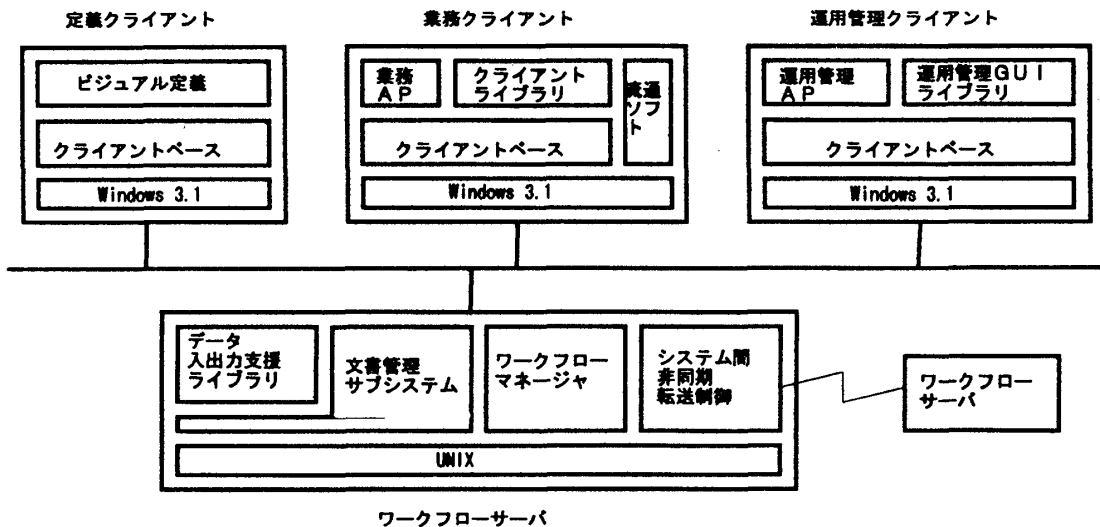 定義クライアント
業務クライアント
運用管理クライアント
ビジュアル定義
クライアントベース
Windows 3.1
業務
AP
クライアント
ライブラリ
流通
ソフ
ト
クライアントベース
Windows 3.1
運用管理
AP
運用管理GUI
ライブラリ
クライアントベース
Windows 3.1
データ
入出力支援
ライブラリ
文書管理
サブシステム
ワークフロー
マネージャ
システム間
非同期
転送制御
UNIX
ワークフロー
サーバ
ワークフローサーバ